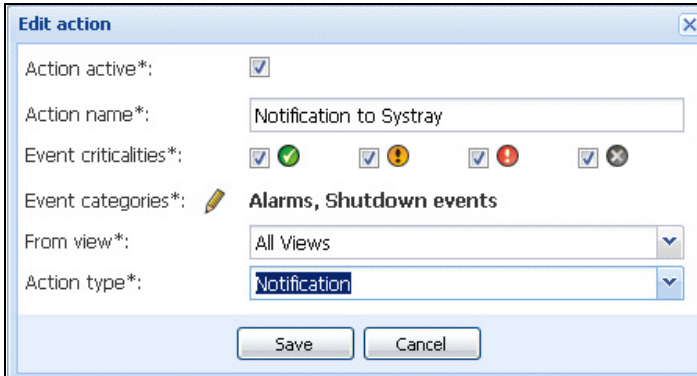 Edit action
Action active*:
Action name*: Notification to Systray
Event criticalities*:
Event categories*: Alarms, Shutdown events
From view*: All Views
Action type*: Notification
Save Cancel